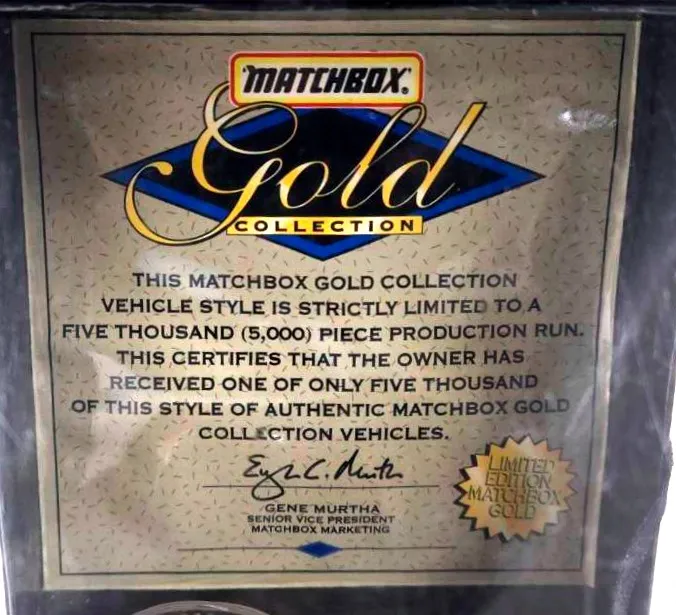 MATCHBOX®
Gold
COLLECTION
THIS MATCHBOX GOLD COLLECTION
VEHICLE STYLE IS STRICTLY LIMITED TO A
FIVE THOUSAND (5,000) PIECE PRODUCTION RUN.
THIS CERTIFIES THAT THE OWNER HAS
RECEIVED ONE OF ONLY FIVE THOUSAND
OF THIS STYLE OF AUTHENTIC MATCHBOX GOLD
COLLECTION VEHICLES.
GENE MURTHA
SENIOR VICE PRESIDENT
MATCHBOX MARKETING
LIMITED
EDITION
MATCHBOX
GOLD